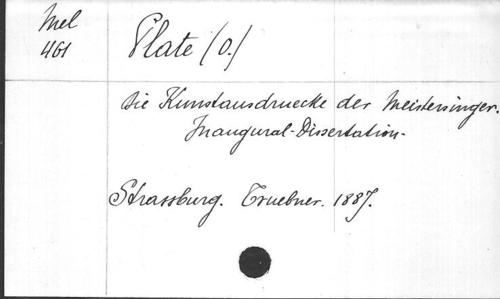 Mel
461
Plate (O.)
Die Kunstausdruecke der Meistersinger.
Inaugural-Dissertation.
Strassburg. Truebner. 1887.